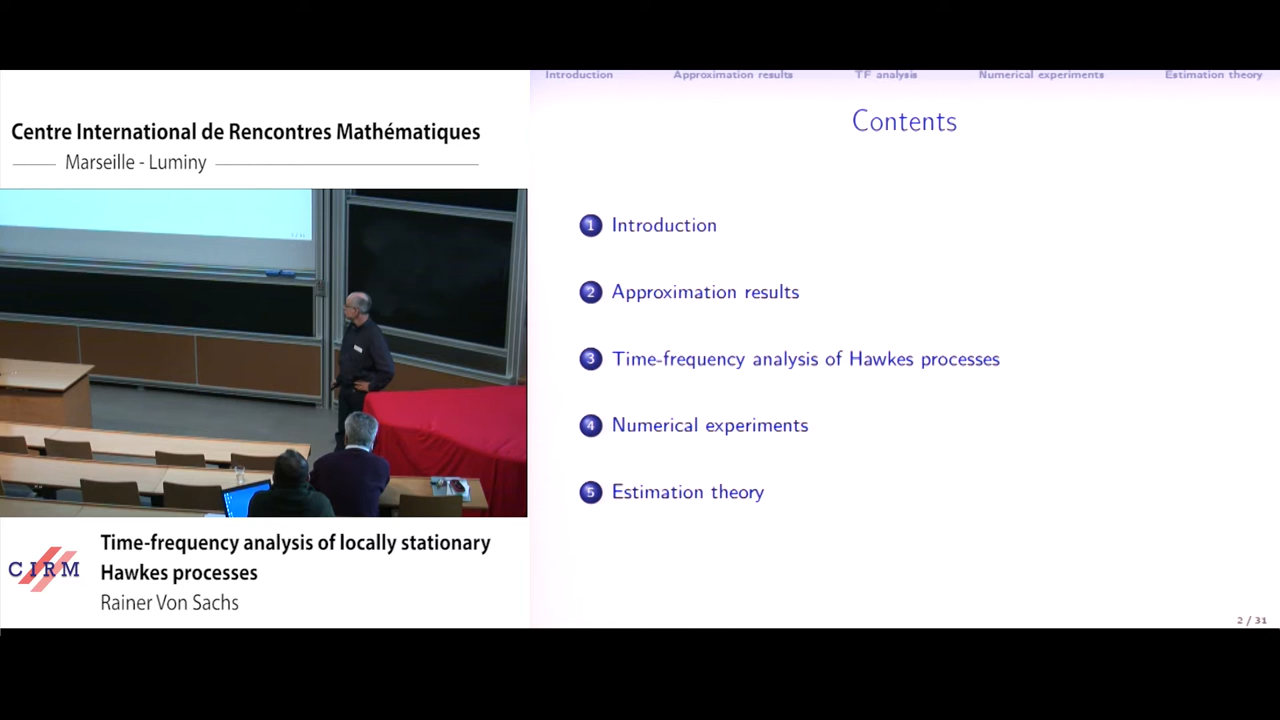 Centre International de Rencontres Mathématiques
Marseille - Luminy
Time-frequency analysis of locally stationary
Hawkes processes
Rainer Von Sachs
CIRM
Introduction Approximation results TF analysis Numerical experiments Estimation theory
Contents
1 Introduction
2 Approximation results
3 Time-frequency analysis of Hawkes processes
4 Numerical experiments
5 Estimation theory
2 / 31